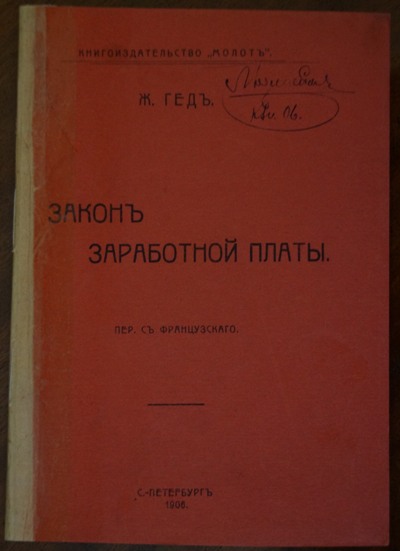 КНИГОИЗДАТЕЛЬСТВО „МОЛОТЪ".
Ж. ГЕДЪ.
ЗАКОНЪ
ЗАРАБОТНОЙ ПЛАТЫ.
ПЕР. СЪ ФРАНЦУЗСКАГО.
С.-ПЕТЕРБУРГЪ
1906.